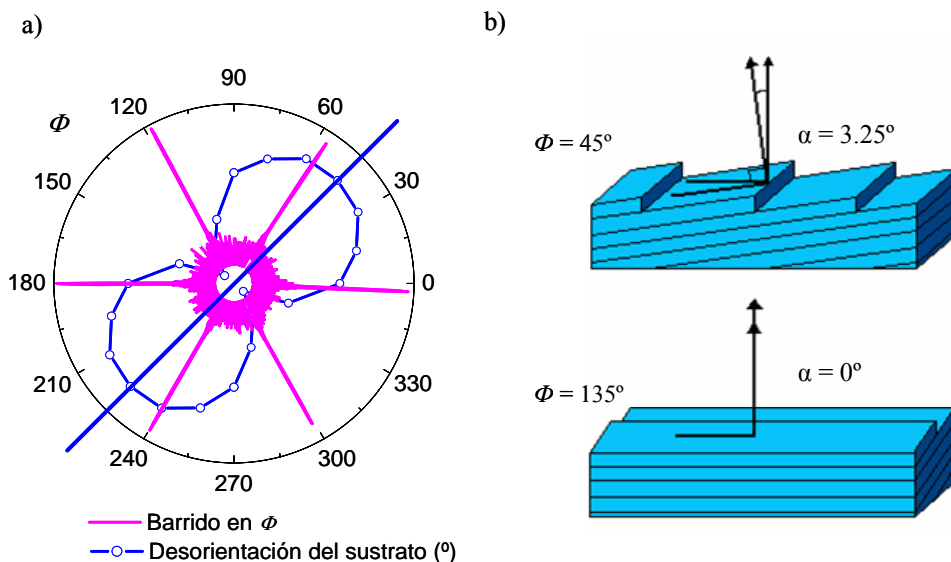 a)
Φ
90
120
60
150
30
180
0
210
330
240
300
270
Barrido en Φ
Desorientación del sustrato (º)
b)
Φ = 45º
α = 3.25º
Φ = 135º
α = 0º